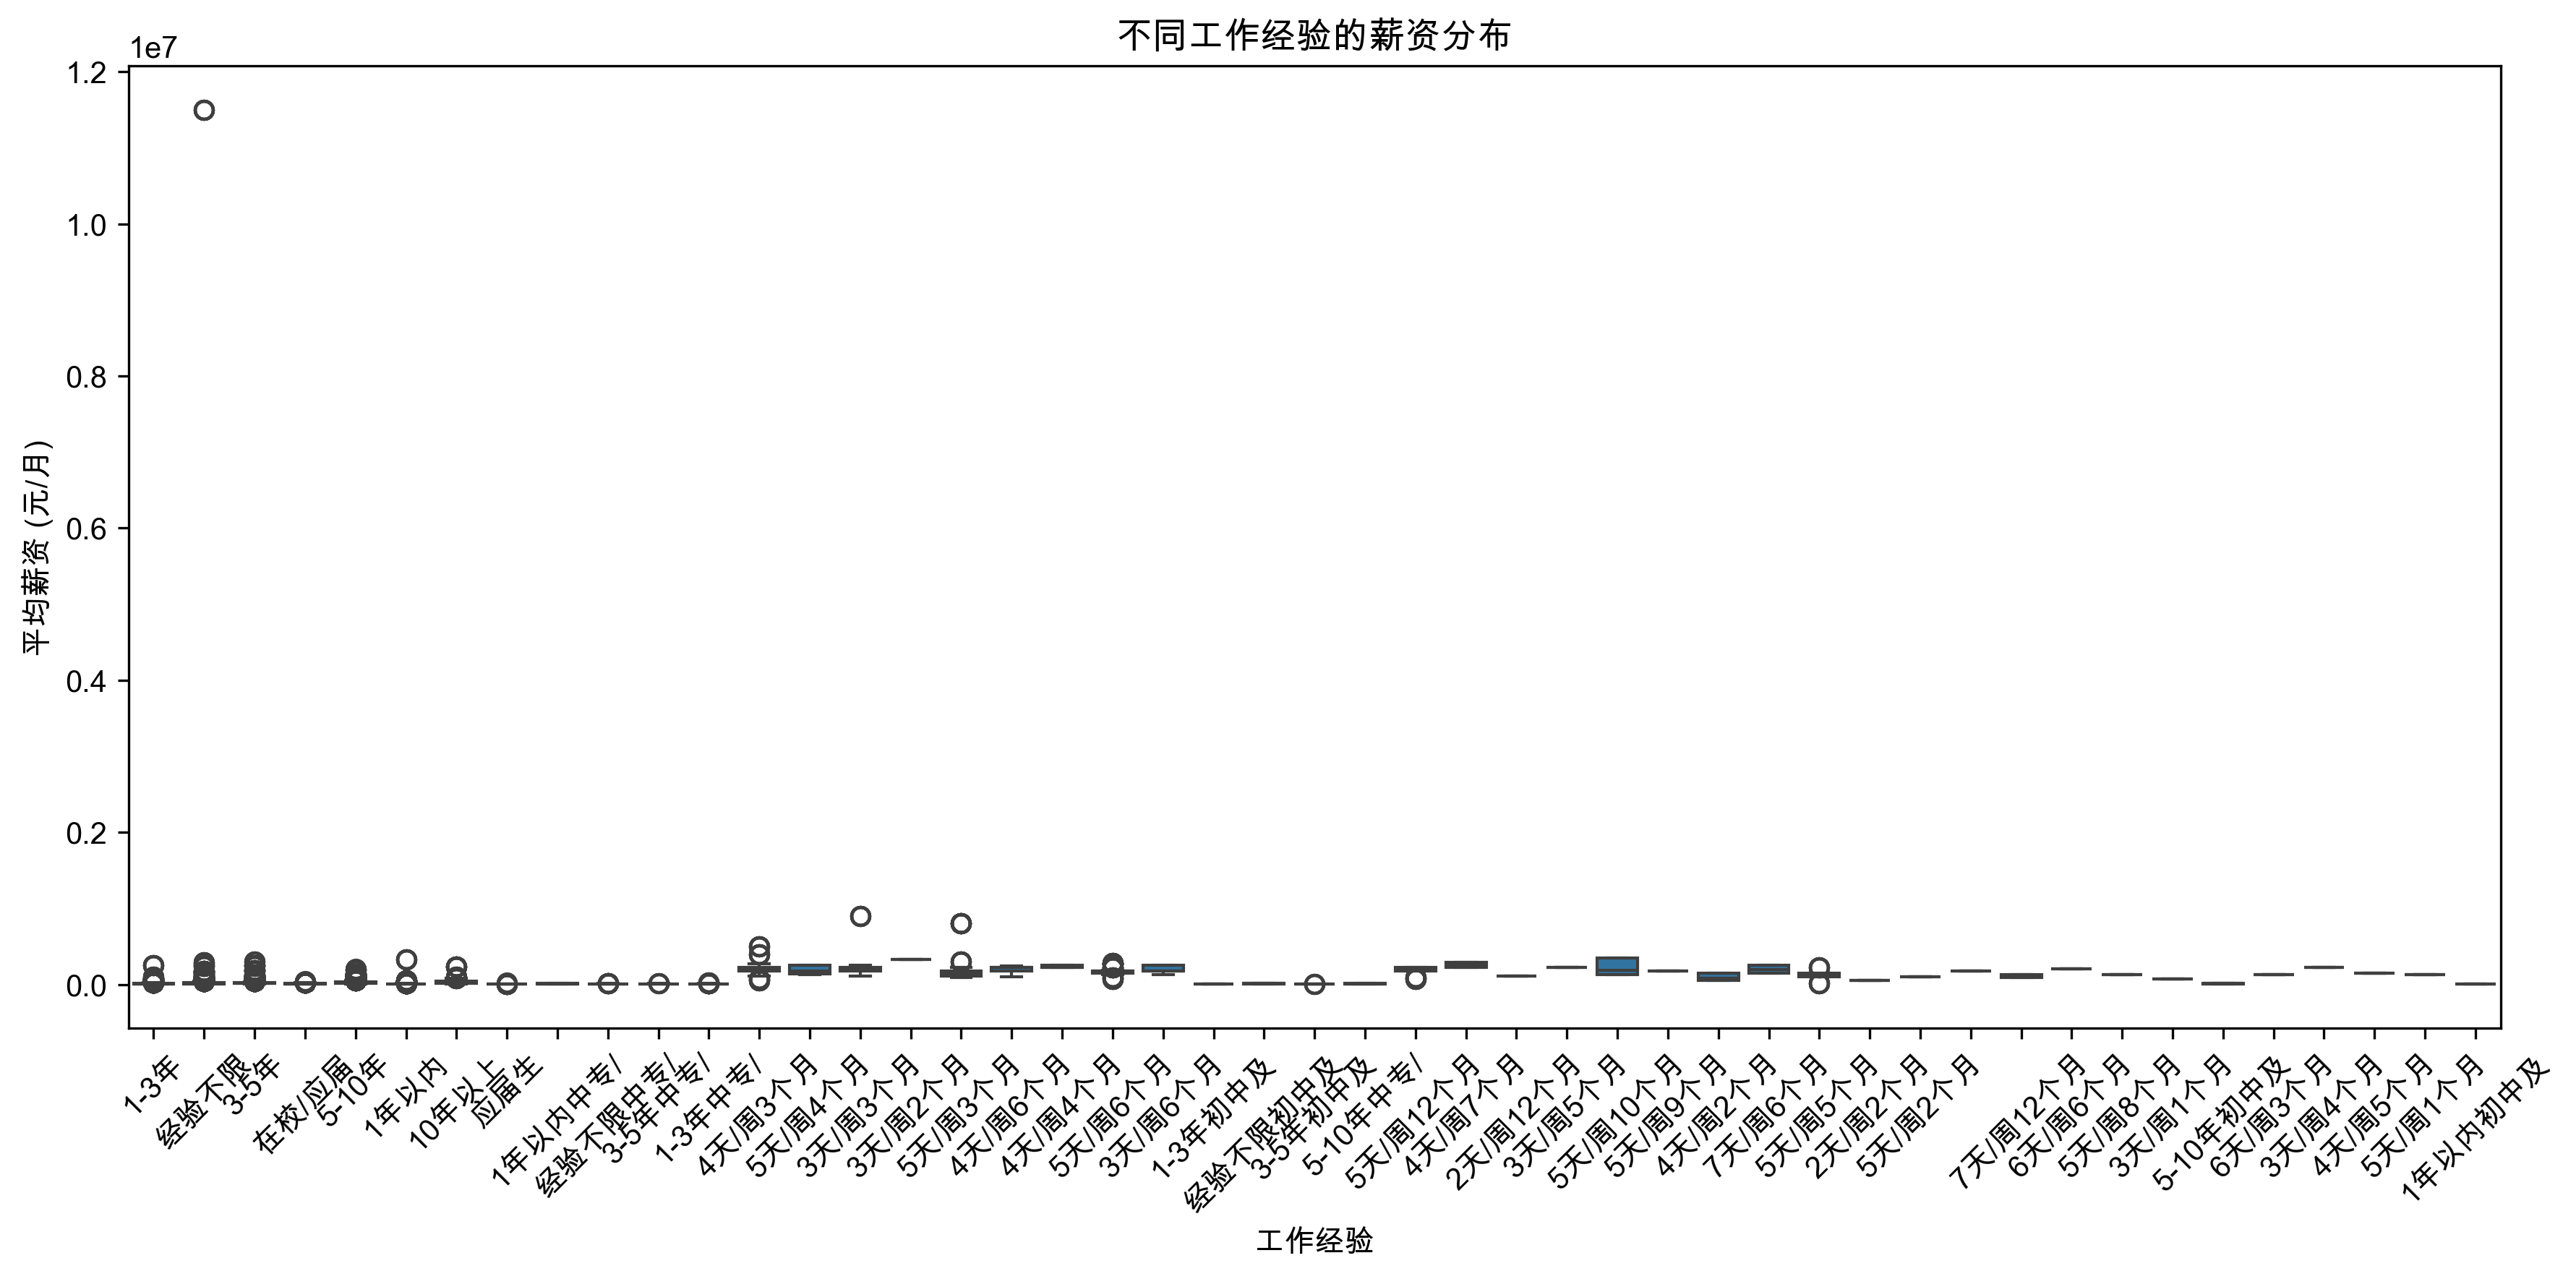 不同工作经验的薪资分布
1e7
1.2
1.0
0.8
0.6
0.4
0.2
0.0
平均薪资 (元/月)
1-3年
经验不限
3-5年
在校/应届
5-10年
1年以内
10年以上
应届生
1年以内中专/
经验不限中专/
3-5年中专/
1-3年中专/
4天/周3个月
5天/周4个月
3天/周3个月
3天/周2个月
5天/周3个月
4天/周6个月
4天/周4个月
5天/周6个月
3天/周6个月
1-3年初中及
经验不限初中及
3-5年初中及
5-10年中专/
5天/周12个月
4天/周7个月
2天/周12个月
3天/周5个月
5天/周10个月
5天/周9个月
4天/周2个月
7天/周6个月
5天/周5个月
2天/周2个月
5天/周2个月
7天/周12个月
6天/周6个月
5天/周8个月
3天/周1个月
5-10年初中及
6天/周3个月
3天/周4个月
4天/周5个月
5天/周1个月
1年以内初中及
工作经验